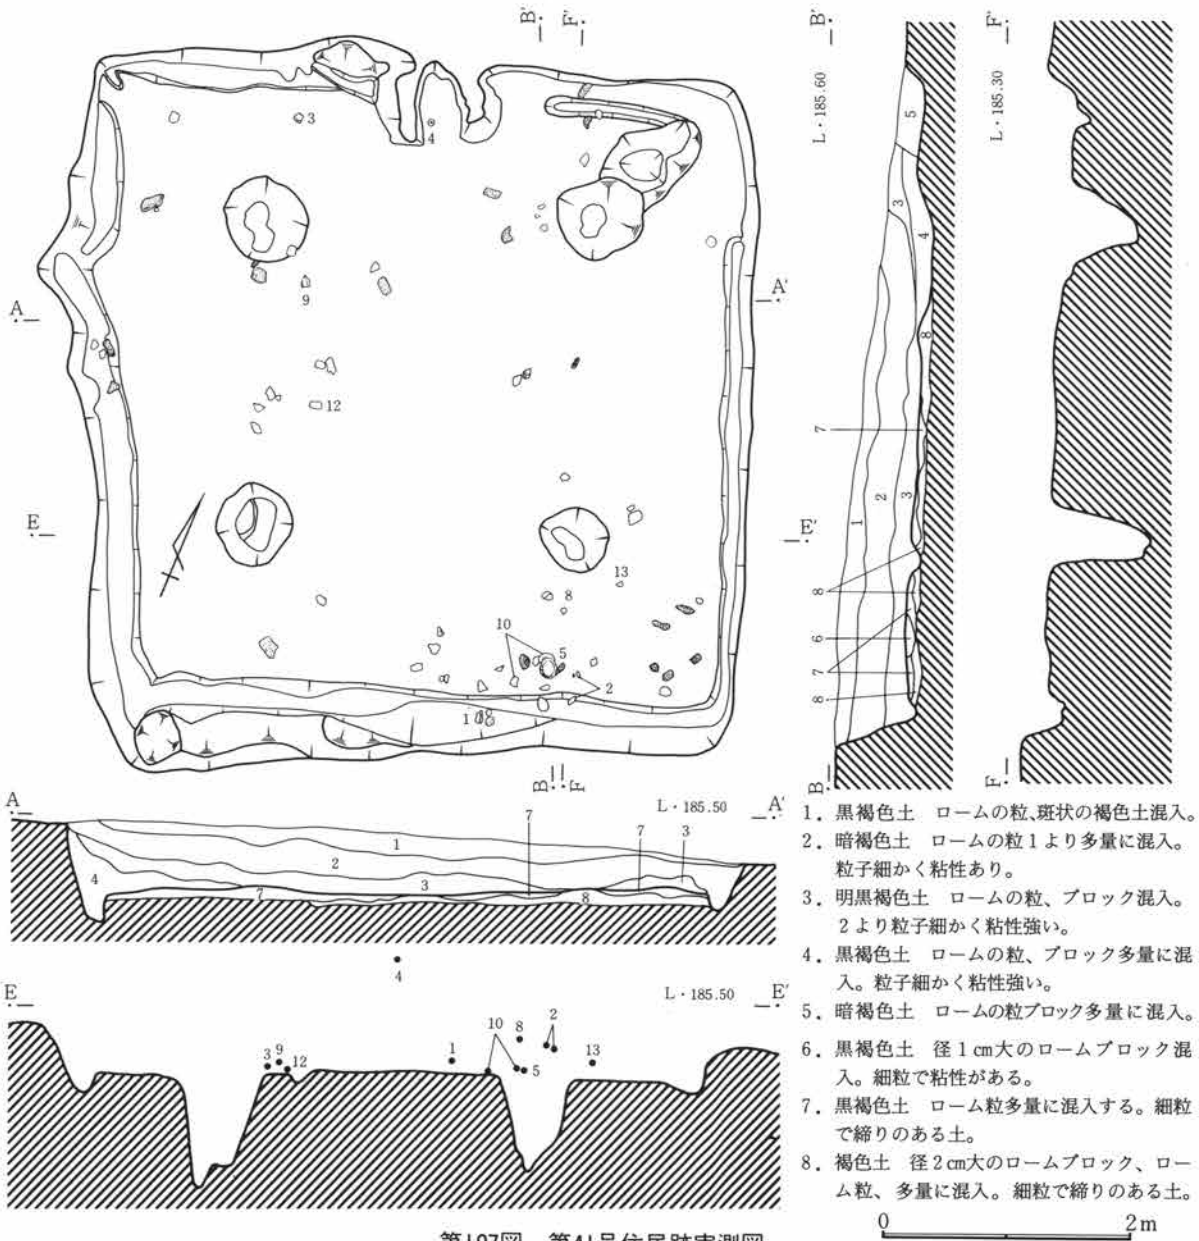 B' F'
3
4
A A'
9
12
E E'
13
8
10
5
2
1
B F
B' F'
L・185.60
L・185.30
5
3
4
8
7
1
2
3
8
6
7
8
B F
A A'
L・185.50
7 7 3
1
2
3
4
7 8
4
E E'
L・185.50
10 8 2
3 9 12 1 5 13
1. 黒褐色土 ロームの粒、斑状の褐色土混入。
2. 暗褐色土 ロームの粒1より多量に混入。
粒子細かく粘性あり。
3. 明黒褐色土 ロームの粒、ブロック混入。
2より粒子細かく粘性強い。
4. 黒褐色土 ロームの粒、ブロック多量に混
入。粒子細かく粘性強い。
5. 暗褐色土 ロームの粒ブロック多量に混入。
6. 黒褐色土 径1cm大のロームブロック混
入。細粒で粘性がある。
7. 黒褐色土 ローム粒多量に混入する。細粒
で締りのある土。
8. 褐色土 径2cm大のロームブロック、ロー
ム粒、多量に混入。細粒で締りのある土。
0 2m